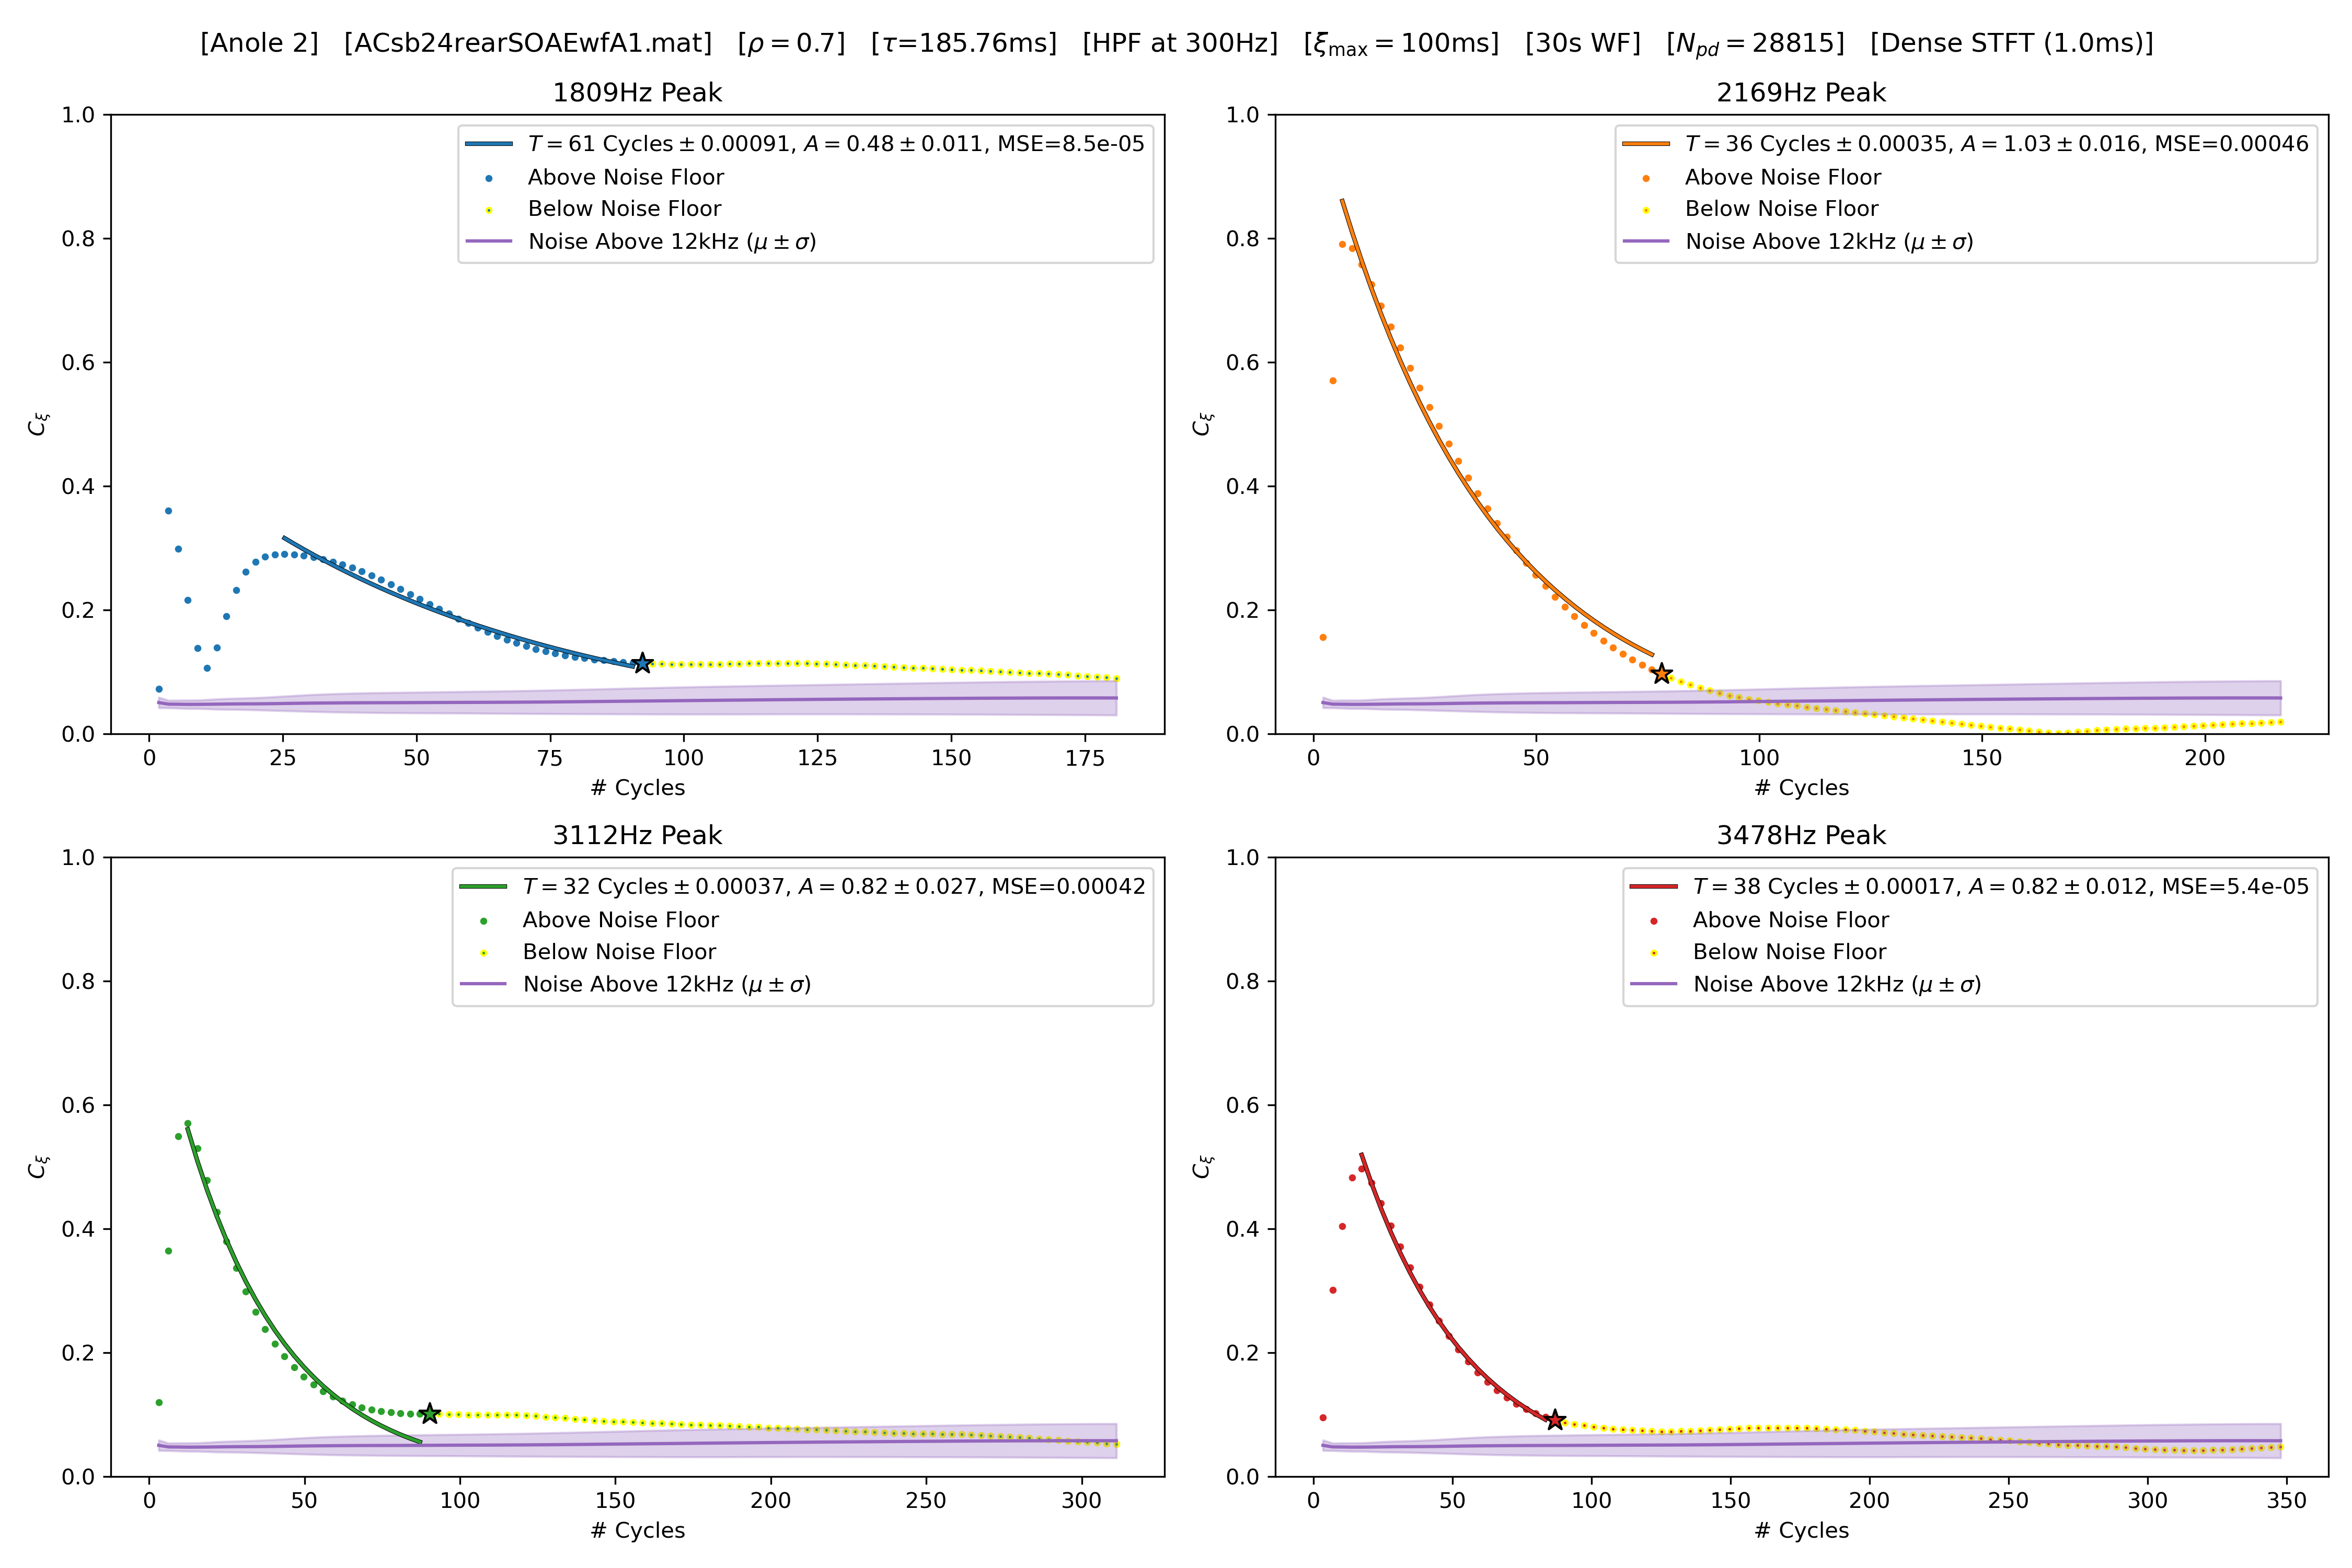 [Anole 2] [ACsb24rearSOAEwfA1.mat] [ρ = 0.7] [τ=185.76ms] [HPF at 300Hz] [ξmax = 100ms] [30s WF] [Npd = 28815] [Dense STFT (1.0ms)]
1809Hz Peak
T = 61 Cycles ± 0.00091, A = 0.48 ± 0.011, MSE=8.5e-05
Above Noise Floor
Below Noise Floor
Noise Above 12kHz (μ ± σ)
1.0
0.8
0.6
0.4
0.2
0.0
Cξ
0 25 50 75 100 125 150 175
# Cycles
2169Hz Peak
T = 36 Cycles ± 0.00035, A = 1.03 ± 0.016, MSE=0.00046
Above Noise Floor
Below Noise Floor
Noise Above 12kHz (μ ± σ)
1.0
0.8
0.6
0.4
0.2
0.0
Cξ
0 50 100 150 200
# Cycles
3112Hz Peak
T = 32 Cycles ± 0.00037, A = 0.82 ± 0.027, MSE=0.00042
Above Noise Floor
Below Noise Floor
Noise Above 12kHz (μ ± σ)
1.0
0.8
0.6
0.4
0.2
0.0
Cξ
0 50 100 150 200 250 300
# Cycles
3478Hz Peak
T = 38 Cycles ± 0.00017, A = 0.82 ± 0.012, MSE=5.4e-05
Above Noise Floor
Below Noise Floor
Noise Above 12kHz (μ ± σ)
1.0
0.8
0.6
0.4
0.2
0.0
Cξ
0 50 100 150 200 250 300 350
# Cycles